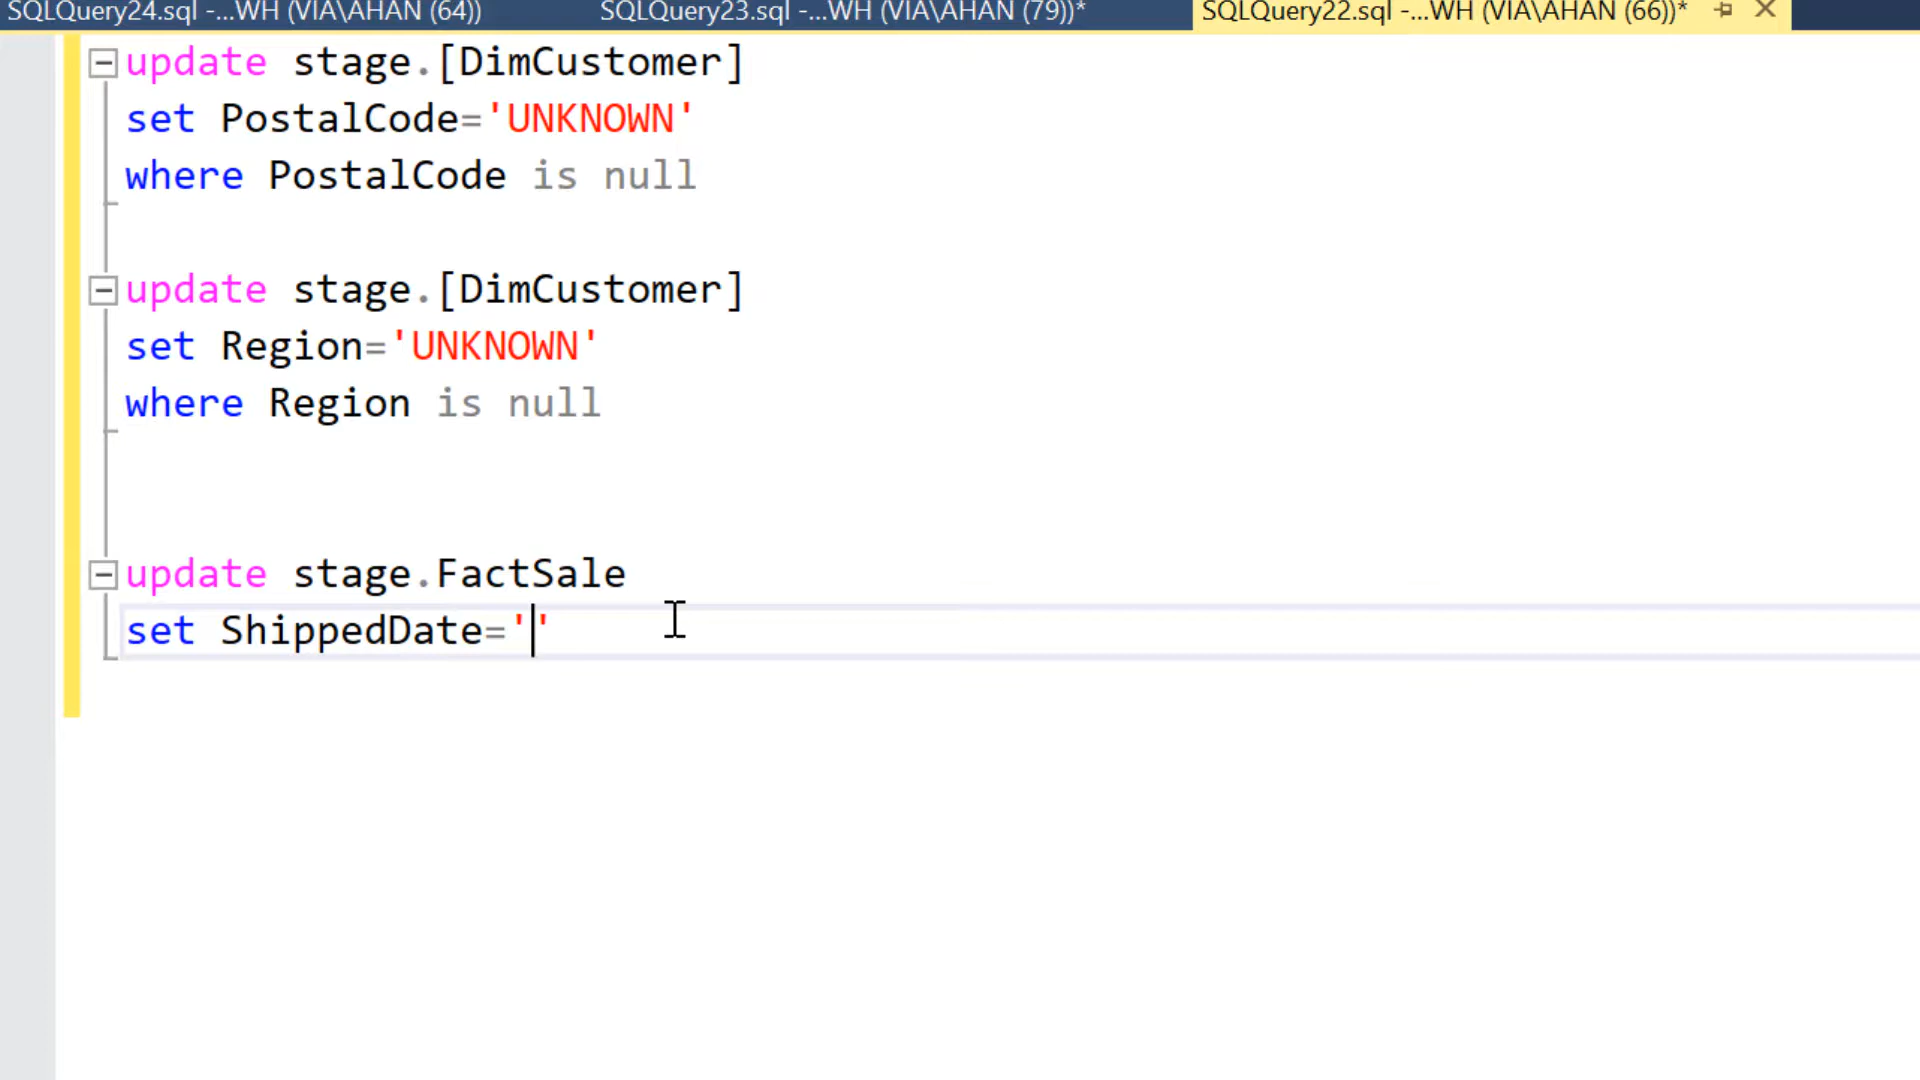 SQLQuery24.sql -...WH (VIA\AHAN (64))
SQLQuery23.sql -...WH (VIA\AHAN (79))*
SQLQuery22.sql -...WH (VIA\AHAN (66))*
update stage.[DimCustomer]
set PostalCode='UNKNOWN'
where PostalCode is null
update stage.[DimCustomer]
set Region='UNKNOWN'
where Region is null
update stage.FactSale
set ShippedDate=''